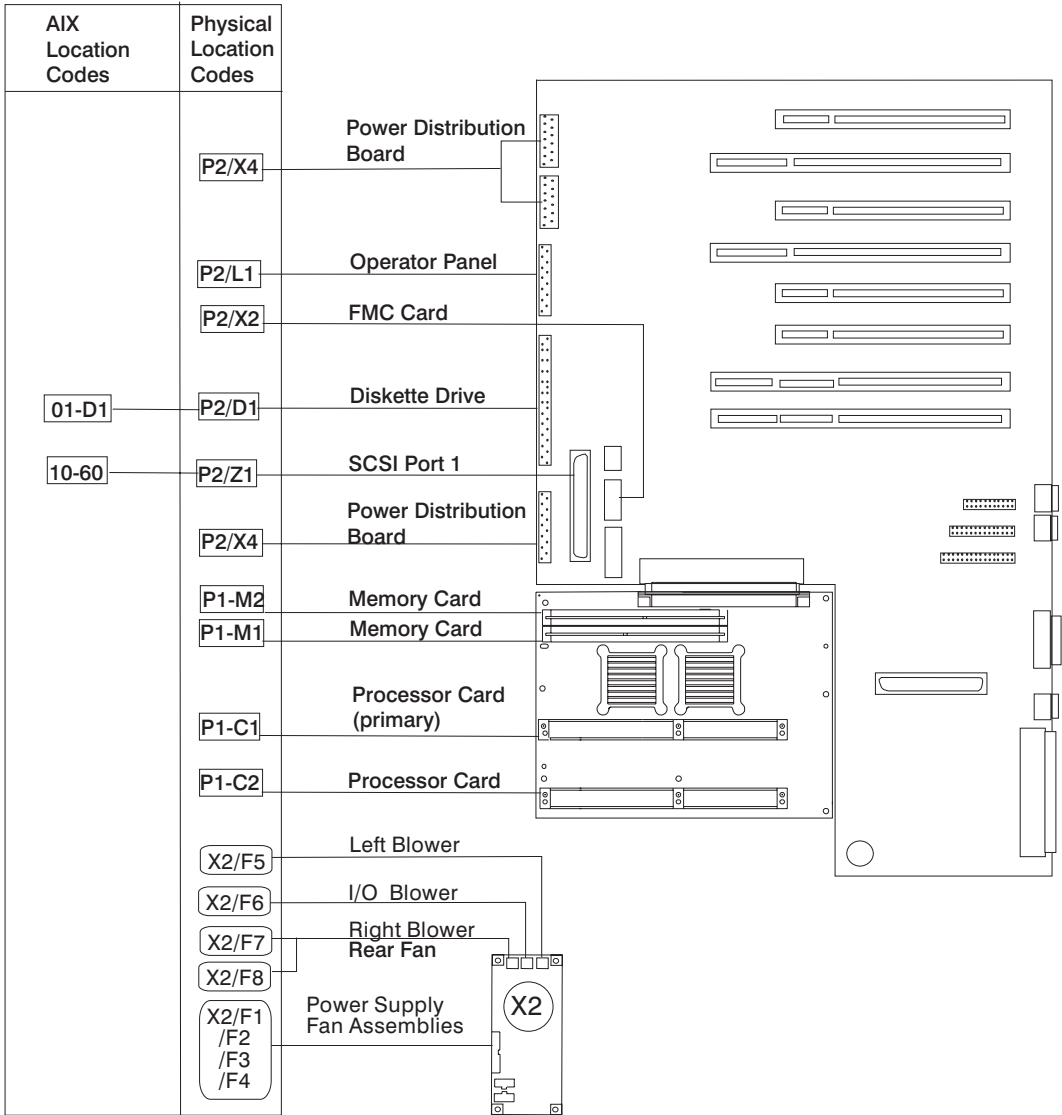 AIX
Location
Codes
Physical
Location
Codes
Power Distribution
Board
P2/X4
Operator Panel
P2/L1
FMC Card
P2/X2
Diskette Drive
01-D1
P2/D1
SCSI Port 1
10-60
P2/Z1
Power Distribution
Board
P2/X4
P1-M2
Memory Card
P1-M1
Memory Card
Processor Card
(primary)
P1-C1
P1-C2
Processor Card
Left Blower
X2/F5
I/O Blower
X2/F6
Right Blower
X2/F7
Rear Fan
X2/F8
Power Supply
Fan Assemblies
X2/F1
/F2
/F3
/F4
X2